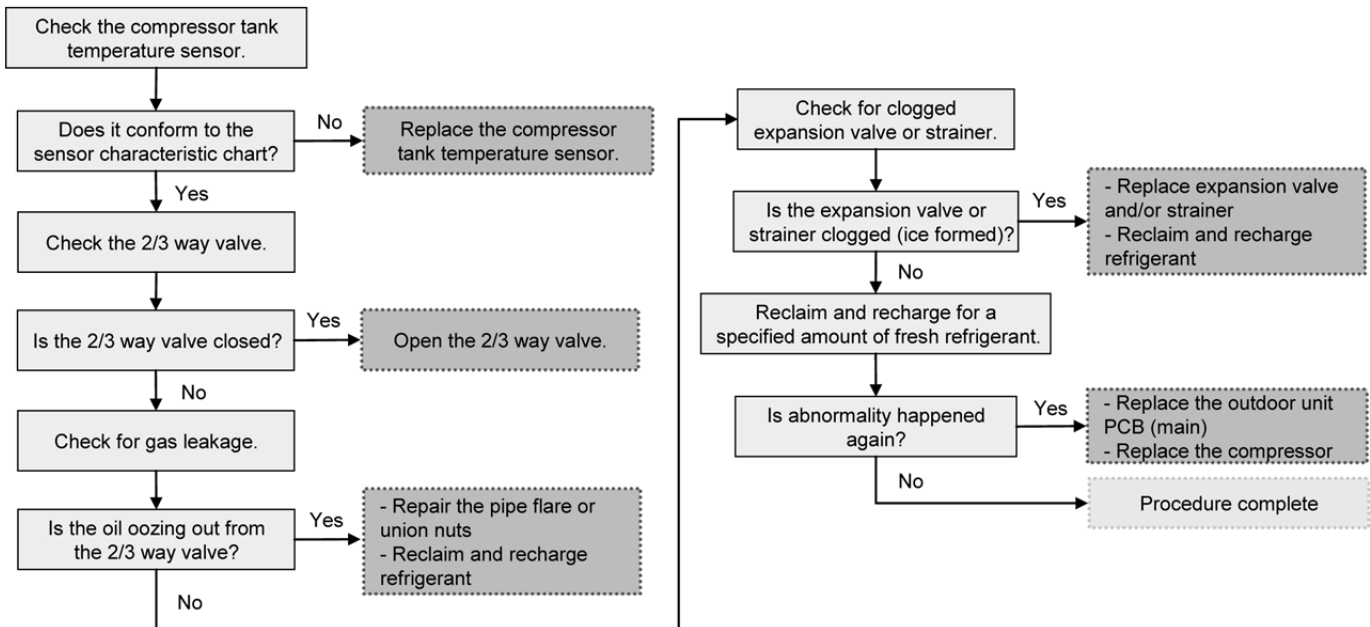 Check the compressor tank
temperature sensor.
Does it conform to the
sensor characteristic chart?
No
Replace the compressor
tank temperature sensor.
Yes
Check the 2/3 way valve.
Is the 2/3 way valve closed?
Yes
Open the 2/3 way valve.
No
Check for gas leakage.
Is the oil oozing out from
the 2/3 way valve?
Yes
- Repair the pipe flare or
union nuts
- Reclaim and recharge
refrigerant
No
Check for clogged
expansion valve or strainer.
Is the expansion valve or
strainer clogged (ice formed)?
Yes
- Replace expansion valve
and/or strainer
- Reclaim and recharge
refrigerant
No
Reclaim and recharge for a
specified amount of fresh refrigerant.
Is abnormality happened
again?
Yes
- Replace the outdoor unit
PCB (main)
- Replace the compressor
No
Procedure complete